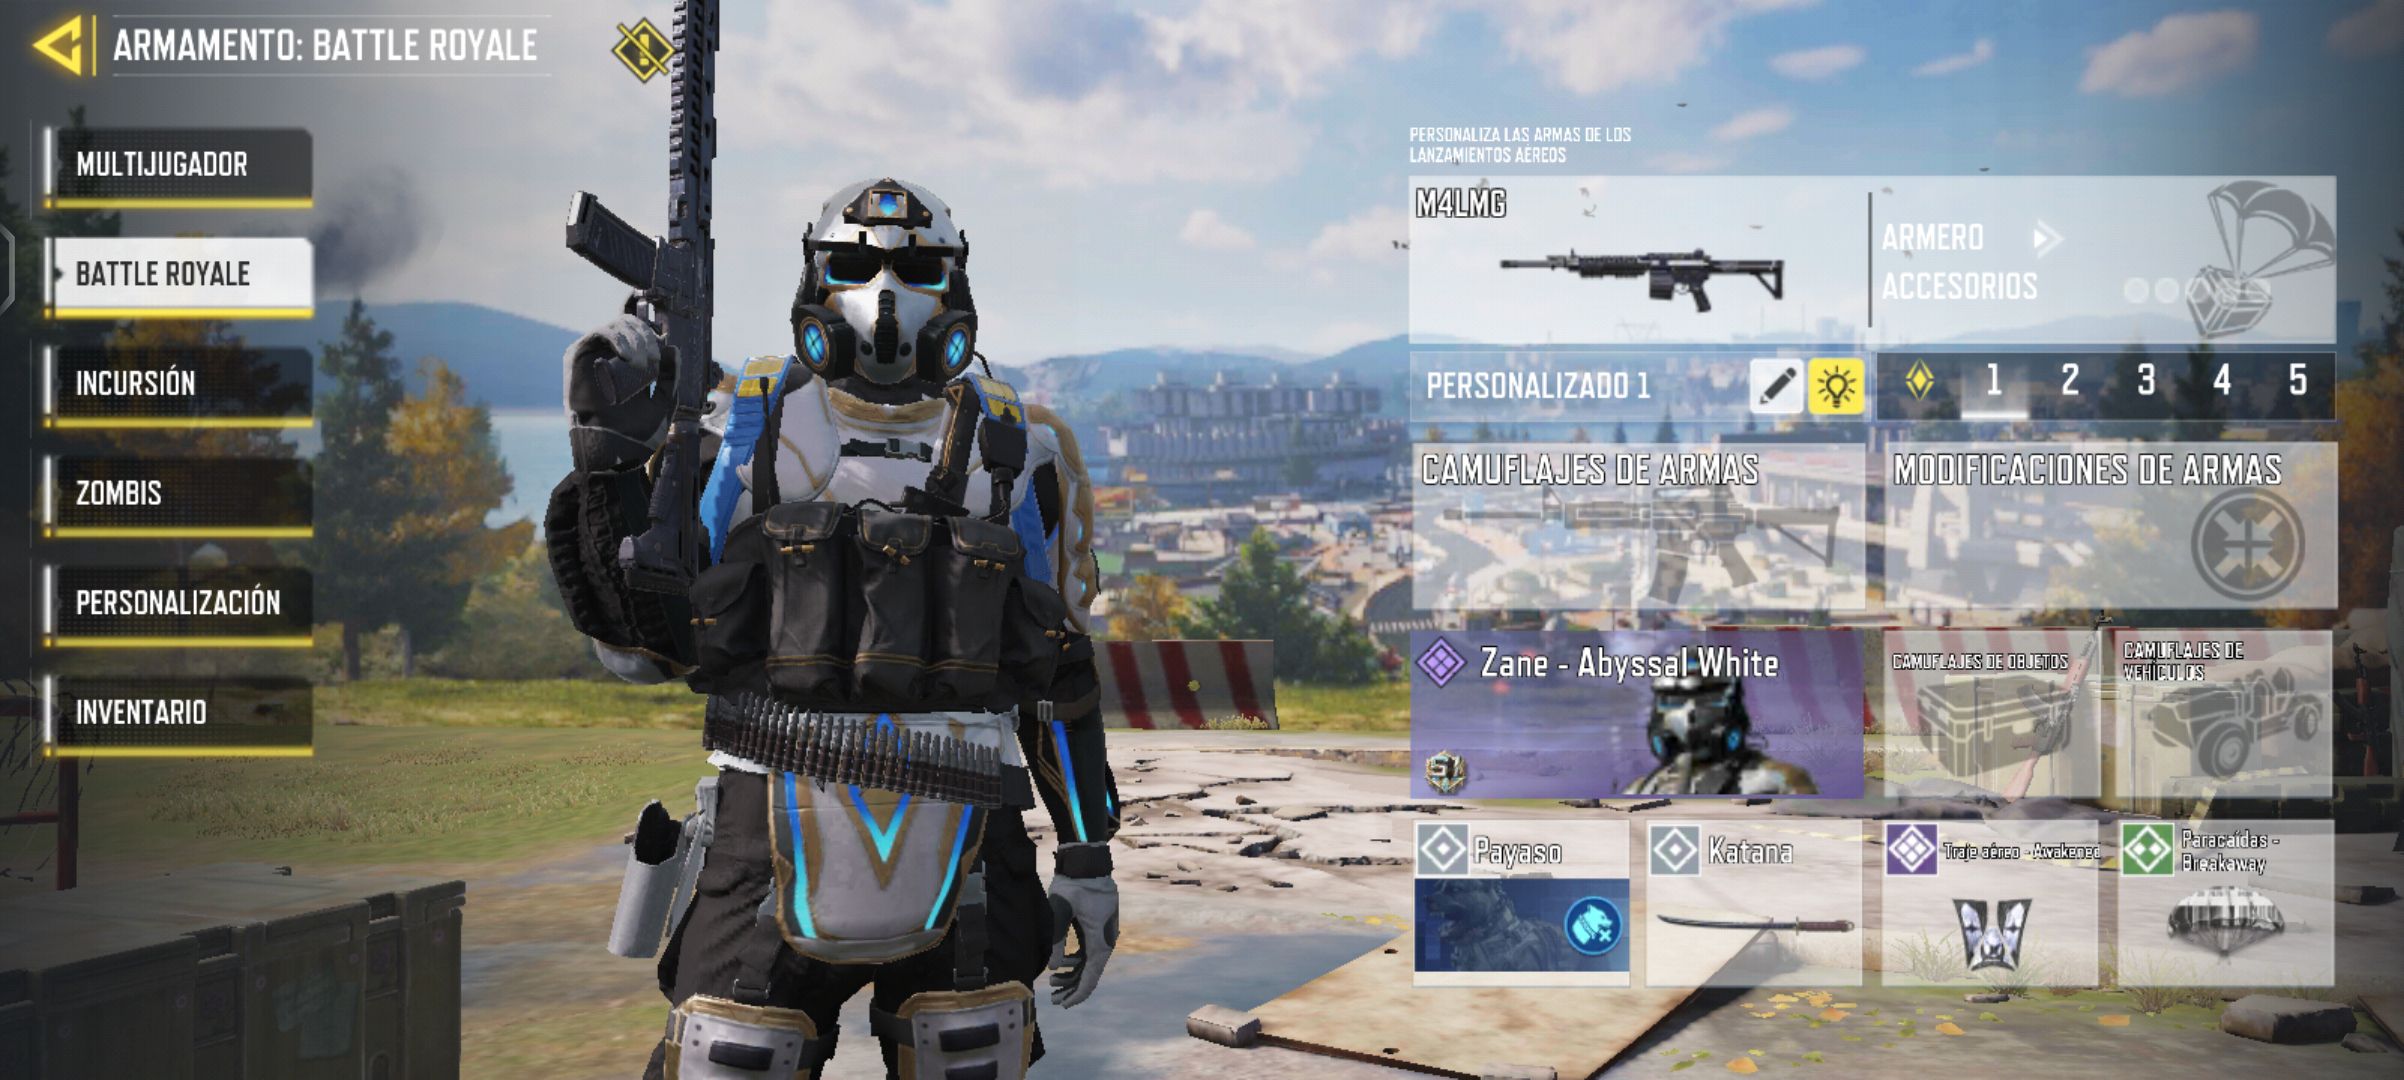 ARMAMENTO: BATTLE ROYALE
MULTIJUGADOR
BATTLE ROYALE
INCURSIÓN
ZOMBIS
PERSONALIZACIÓN
INVENTARIO
PERSONALIZA LAS ARMAS DE LOS
LANZAMIENTOS AÉREOS
M4LMG
ARMERO
ACCESORIOS
PERSONALIZADO 1
1 2 3 4 5
CAMUFLAJES DE ARMAS
MODIFICACIONES DE ARMAS
Zane - Abyssal White
S7
CAMUFLAJES DE OBJETOS
CAMUFLAJES DE
VEHÍCULOS
Payaso
Katana
Traje aéreo - Awakened
Paracaídas -
Breakaway